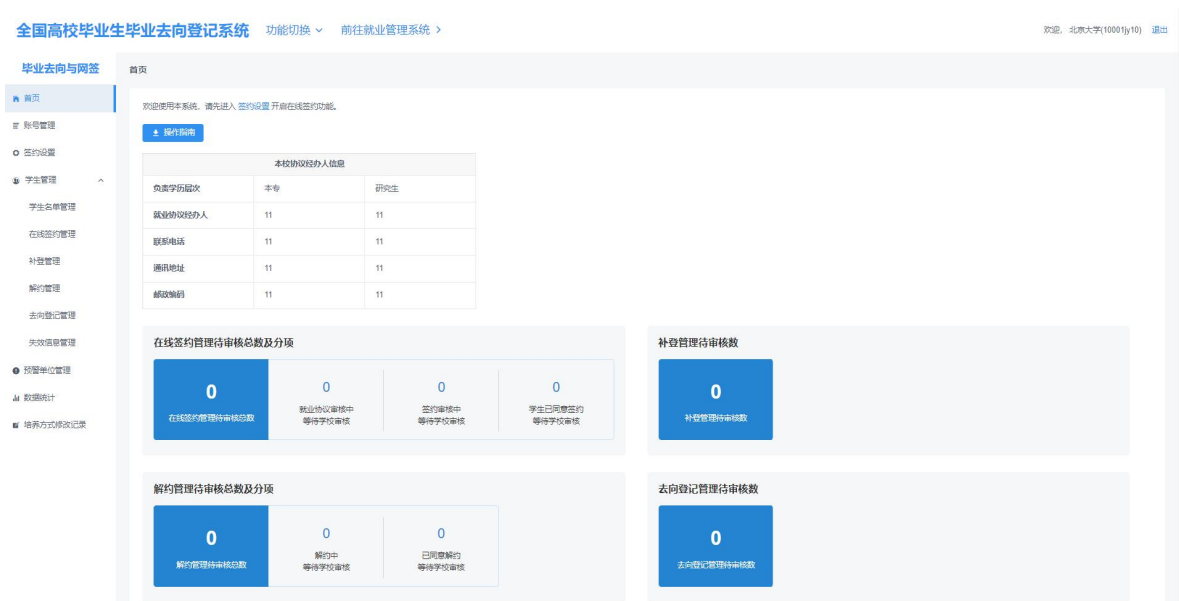 全国高校毕业生毕业去向登记系统 功能切换 前往就业管理系统 欢迎, 北京大学(10001jy10) 退出
毕业去向与网签
首页
账号管理
签约设置
学生管理
学生名单管理
在线签约管理
补登管理
解约管理
去向登记管理
失效信息管理
预警单位管理
数据统计
培养方式修改记录
首页
欢迎使用本系统, 请先进入 签约设置 开启在线签约功能。
操作指南
本校协议经办人信息
负责学历层次 本专 研究生
就业协议经办人 11 11
联系电话 11 11
通讯地址 11 11
邮政编码 11 11
在线签约管理待审核总数及分项
0 0 0 0
在线签约管理待审核总数 就业协议审核中 签约审核中 学生已同意签约
等待学校审核 等待学校审核 等待学校审核
补登管理待审核数
0
补登管理待审核数
解约管理待审核总数及分项
0 0 0
解约管理待审核总数 解约中 已同意解约
等待学校审核 等待学校审核
去向登记管理待审核数
0
去向登记管理待审核数